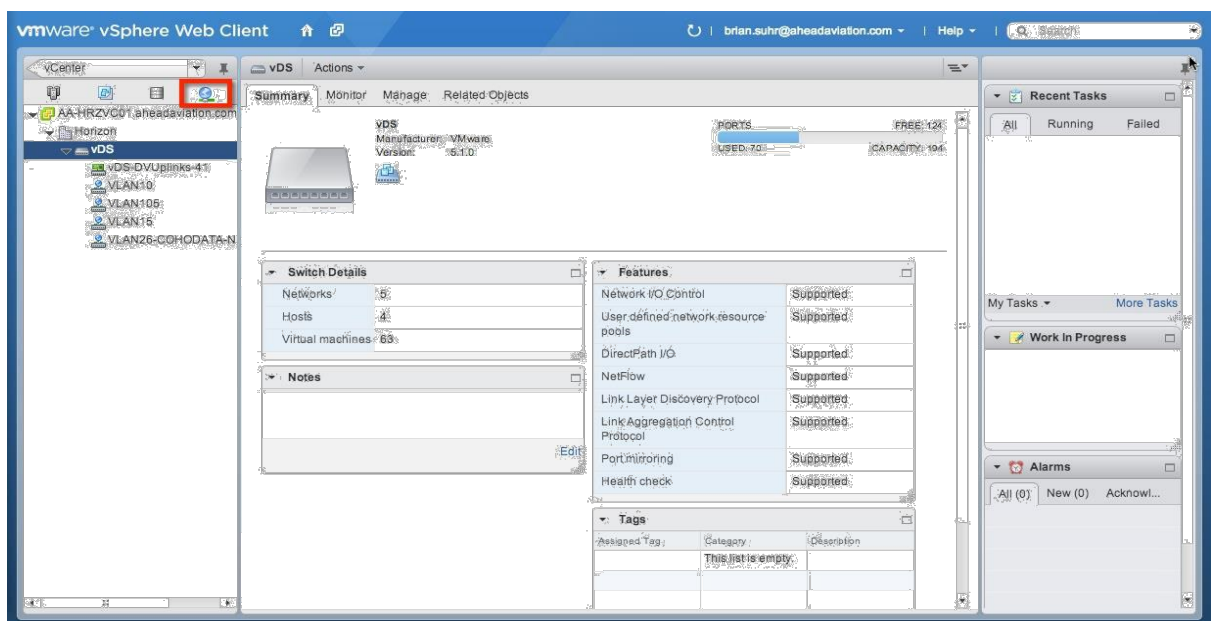 vmware® vSphere Web Client
brian.suhr@aheadaviation.com
Help
Search
vCenter
AA-HRZVC01.aheadaviation.com
Horizon
vDS
vDS-DVUplinks-41
VLAN10
VLAN105
VLAN15
VLAN26-COHODATA-N
vDS Actions
Summary Monitor Manage Related Objects
vDS
Manufacturer: VMware
Version: 5.1.0
PORTS FREE: 124
USED: 70 CAPACITY: 194
Switch Details
Networks 5
Hosts 4
Virtual machines 63
Notes
Edit
Features
Network I/O Control Supported
User defined network resource pools Supported
DirectPath I/O Supported
NetFlow Supported
Link Layer Discovery Protocol Supported
Link Aggregation Control Protocol Supported
Port mirroring Supported
Health check Supported
Tags
Assigned Tag Category Description
This list is empty.
Recent Tasks
All Running Failed
My Tasks More Tasks
Work In Progress
Alarms
All (0) New (0) Acknowl...